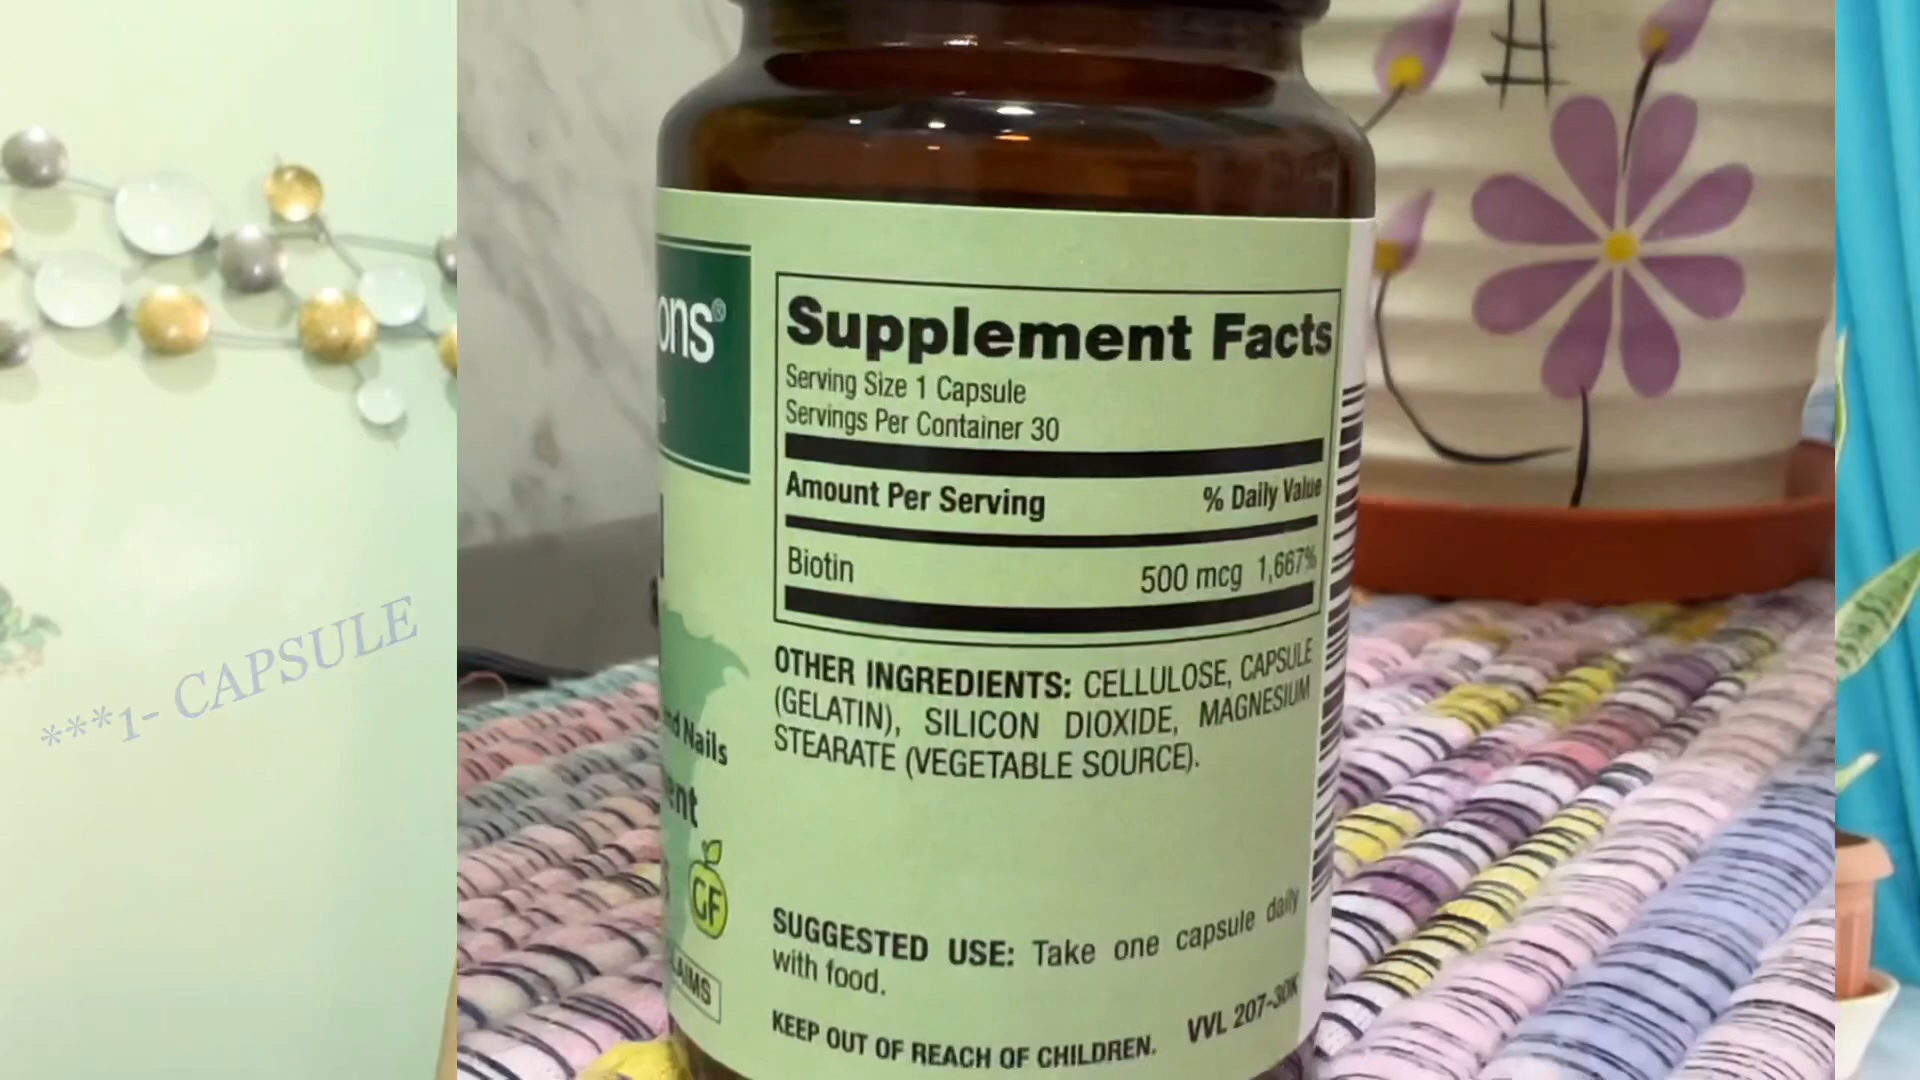 ***1- CAPSULE
ons®
Supplement Facts
Serving Size 1 Capsule
Servings Per Container 30
Amount Per Serving % Daily Value
Biotin 500 mcg 1,667%
OTHER INGREDIENTS: CELLULOSE, CAPSULE
(GELATIN), SILICON DIOXIDE, MAGNESIUM
STEARATE (VEGETABLE SOURCE).
Nails
GF
SUGGESTED USE: Take one capsule daily
with food.
KEEP OUT OF REACH OF CHILDREN. VVL 207-30K